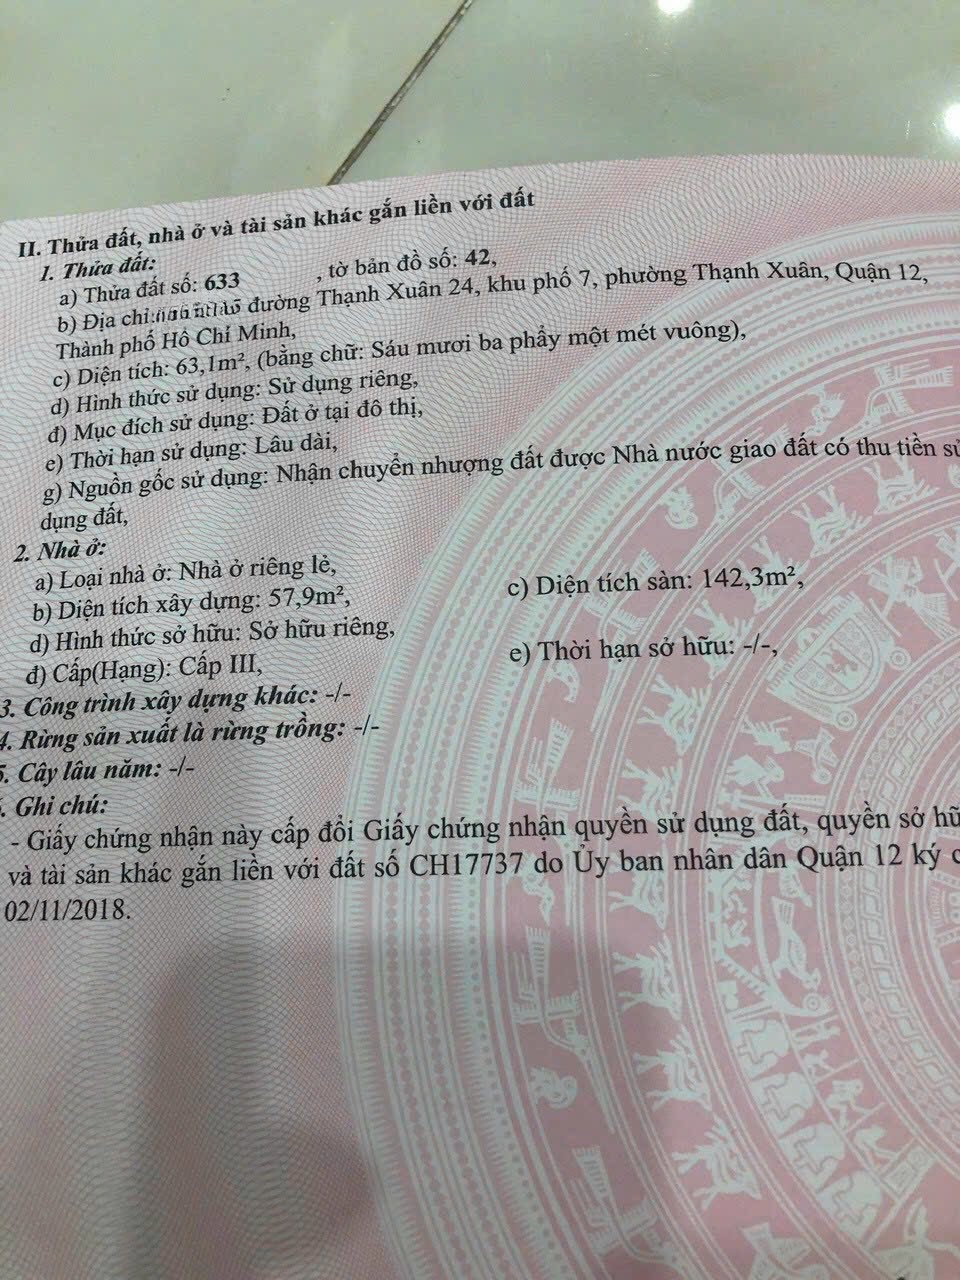 II. Thửa đất, nhà ở và tài sản khác gắn liền với đất
1. Thửa đất:
a) Thửa đất số: 633 , tờ bản đồ số: 42,
b) Địa chỉ: đường Thạnh Xuân 24, khu phố 7, phường Thạnh Xuân, Quận 12,
Thành phố Hồ Chí Minh,
c) Diện tích: 63,1m², (bằng chữ: Sáu mươi ba phẩy một mét vuông),
d) Hình thức sử dụng: Sử dụng riêng,
đ) Mục đích sử dụng: Đất ở tại đô thị,
e) Thời hạn sử dụng: Lâu dài,
g) Nguồn gốc sử dụng: Nhận chuyển nhượng đất được Nhà nước giao đất có thu tiền sử
dụng đất,
2. Nhà ở:
a) Loại nhà ở: Nhà ở riêng lẻ,
b) Diện tích xây dựng: 57,9m², c) Diện tích sàn: 142,3m²,
d) Hình thức sở hữu: Sở hữu riêng,
đ) Cấp(Hạng): Cấp III, e) Thời hạn sở hữu: -/-,
3. Công trình xây dựng khác: -/-
4. Rừng sản xuất là rừng trồng: -/-
5. Cây lâu năm: -/-
. Ghi chú:
- Giấy chứng nhận này cấp đổi Giấy chứng nhận quyền sử dụng đất, quyền sở hữ
và tài sản khác gắn liền với đất số CH17737 do Ủy ban nhân dân Quận 12 ký
02/11/2018.